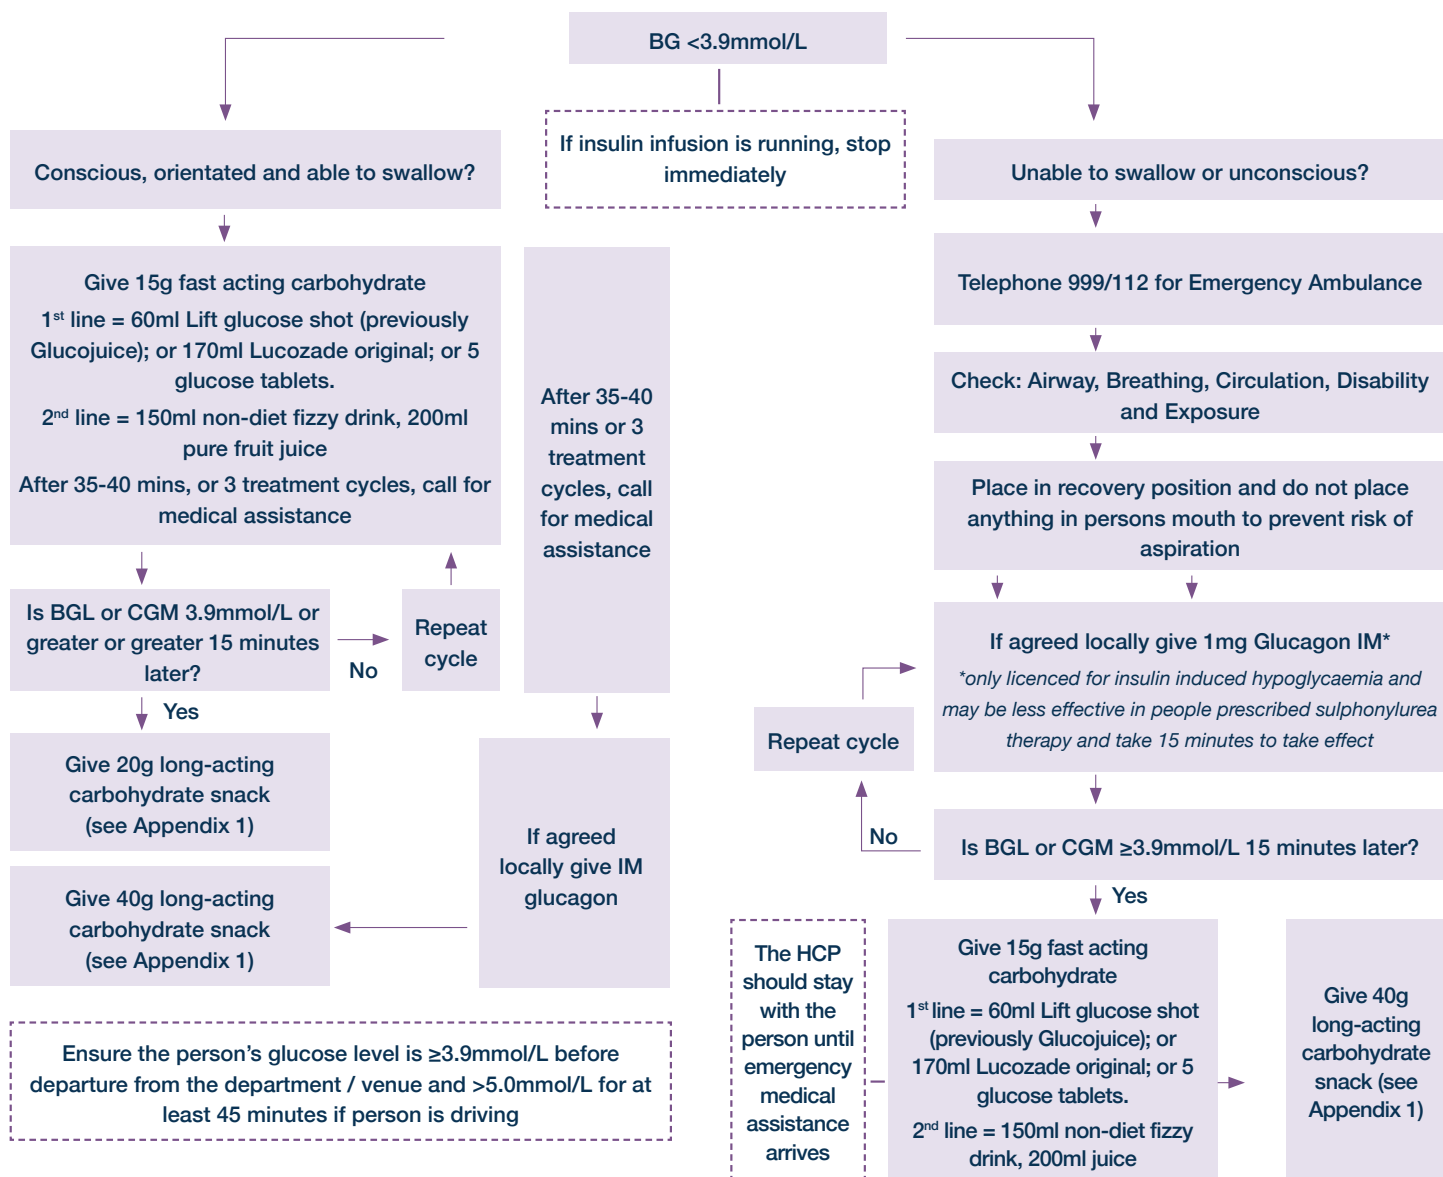 BG <3.9mmol/L
If insulin infusion is running, stop
immediately
Conscious, orientated and able to swallow?
Give 15g fast acting carbohydrate
1st line = 60ml Lift glucose shot (previously
Glucojuice); or 170ml Lucozade original; or 5
glucose tablets.
2nd line = 150ml non-diet fizzy drink, 200ml
pure fruit juice
After 35-40 mins, or 3 treatment cycles, call for
medical assistance
Is BGL or CGM 3.9mmol/L or
greater or greater 15 minutes
later?
No
Repeat
cycle
Yes
Give 20g long-acting
carbohydrate snack
(see Appendix 1)
After 35-40
mins or 3
treatment
cycles, call
for medical
assistance
If agreed
locally give IM
glucagon
Give 40g long-acting
carbohydrate snack
(see Appendix 1)
Ensure the person's glucose level is ≥3.9mmol/L before
departure from the department / venue and >5.0mmol/L for at
least 45 minutes if person is driving
Unable to swallow or unconscious?
Telephone 999/112 for Emergency Ambulance
Check: Airway, Breathing, Circulation, Disability
and Exposure
Place in recovery position and do not place
anything in persons mouth to prevent risk of
aspiration
If agreed locally give 1mg Glucagon IM*
*only licenced for insulin induced hypoglycaemia and
may be less effective in people prescribed sulphonylurea
therapy and take 15 minutes to take effect
Repeat cycle
No
Is BGL or CGM ≥3.9mmol/L 15 minutes later?
Yes
The HCP
should stay
with the
person until
emergency
medical
assistance
arrives
Give 15g fast acting
carbohydrate
1st line = 60ml Lift glucose shot
(previously Glucojuice); or
170ml Lucozade original; or 5
glucose tablets.
2nd line = 150ml non-diet fizzy
drink, 200ml juice
Give 40g
long-acting
carbohydrate
snack (see
Appendix 1)